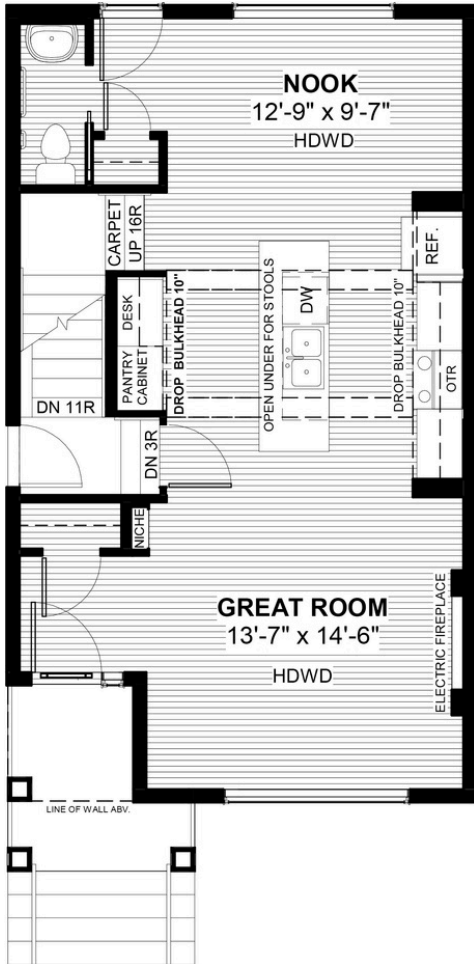 NOOK
12'-9" x 9'-7"
HDWD
CARPET
UP 16R
REF.
DESK
PANTRY
CABINET
DROP BULKHEAD 10"
OPEN UNDER FOR STOOLS
DW
DROP BULKHEAD 10"
OTR
DN 11R
DN 3R
NICHE
GREAT ROOM
13'-7" x 14'-6"
HDWD
ELECTRIC FIREPLACE
LINE OF WALL ABV.